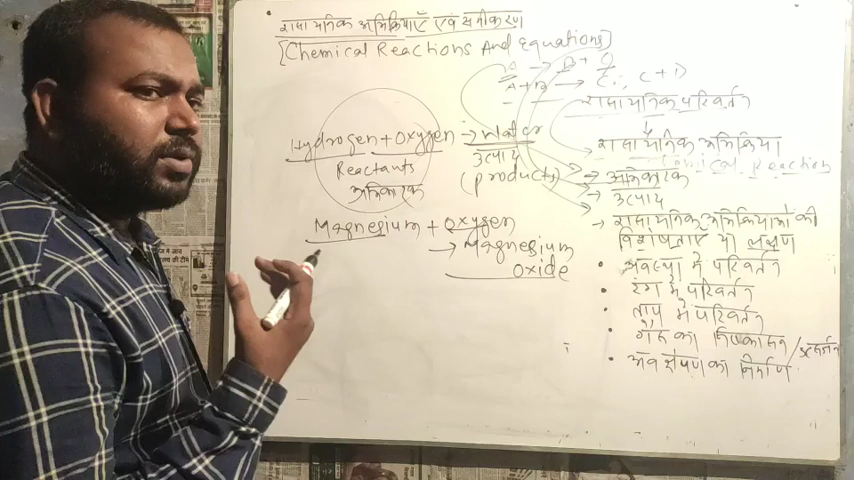 रासायनिक अभिक्रियाएँ एवं समीकरण
[Chemical Reactions And Equations]
A → B + C
A+B → C + D
रासायनिक परिवर्तन
Hydrogen + Oxygen → Water
Reactants
अभिकारक
उत्पाद
(products)
Magnesium + Oxygen
→ Magnesium
Oxide
रासायनिक अभिक्रिया
Chemical Reaction
→ अभिकारक
→ उत्पाद
→ रासायनिक अभिक्रियाओं की
विशेषताएं या लक्षण
• अवस्था में परिवर्तन
• रंग में परिवर्तन
• ताप में परिवर्तन
• गैस का निष्कासन/उत्सर्जन
• अवक्षेपण का निर्माण